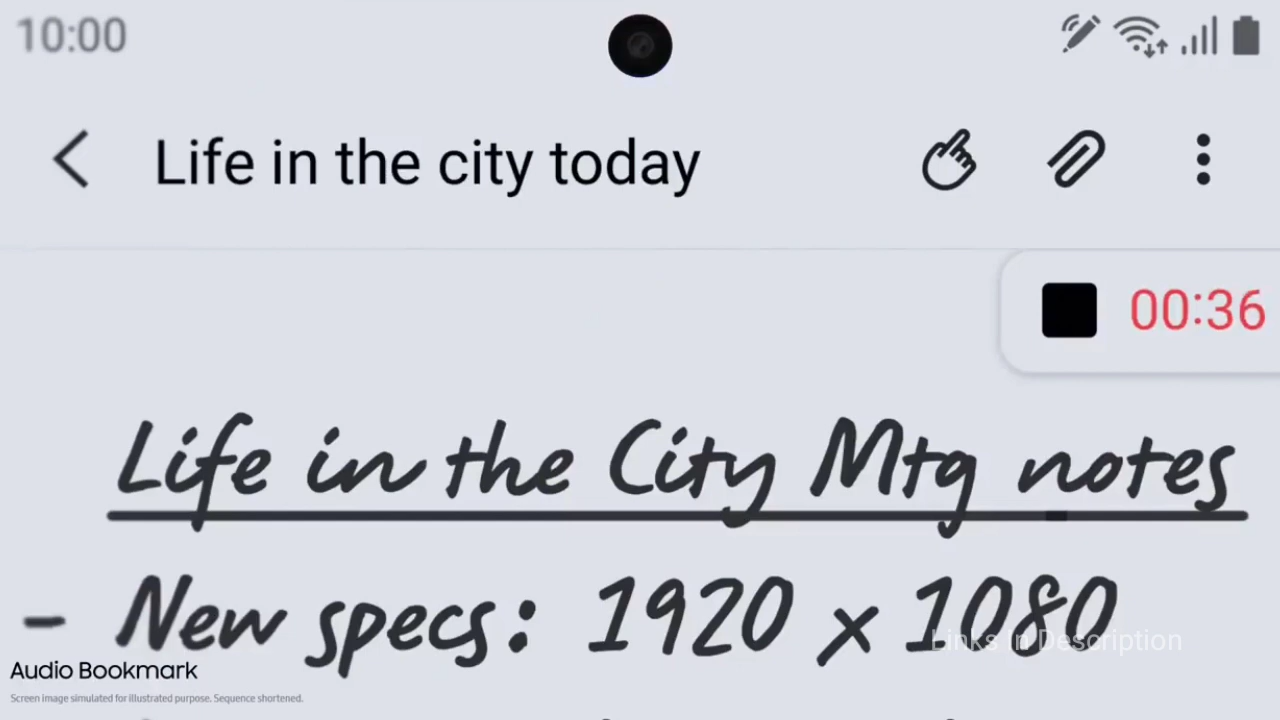 10:00
Life in the city today
00:36
Life in the City Mtg notes
- New specs: 1920 x 1080
Links in Description
Audio Bookmark
Screen image simulated for illustrated purpose. Sequence shortened.